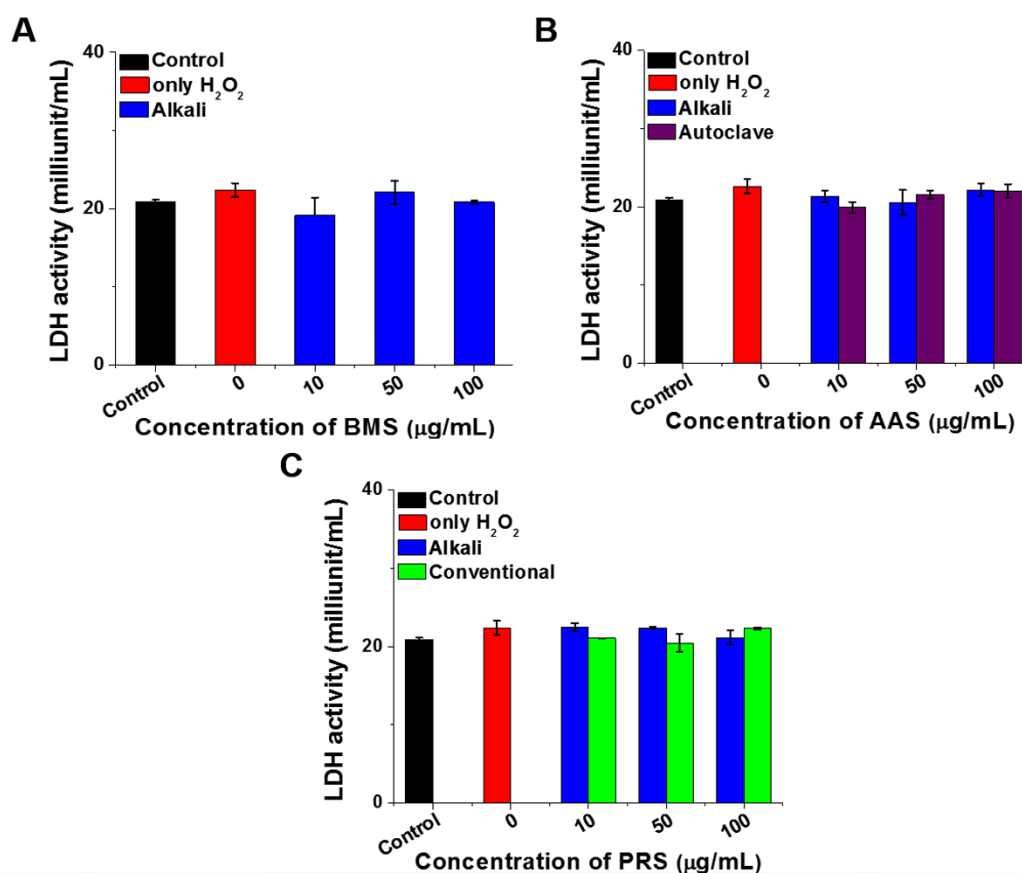 A
LDH activity (milliunit/mL)
40
20
0
Control
only H₂O₂
Alkali
Control
0
10
50
100
Concentration of BMS (μg/mL)
B
LDH activity (milliunit/mL)
40
20
0
Control
only H₂O₂
Alkali
Autoclave
Control
0
10
50
100
Concentration of AAS (μg/mL)
C
LDH activity (milliunit/mL)
40
20
0
Control
only H₂O₂
Alkali
Conventional
Control
0
10
50
100
Concentration of PRS (μg/mL)